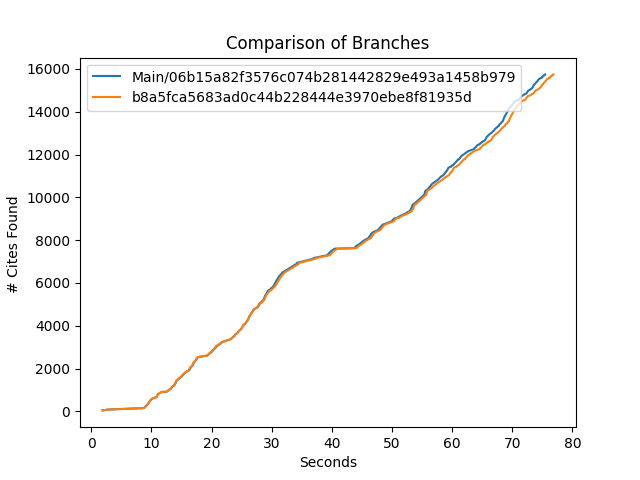 Comparison of Branches
Main/06b15a82f3576c074b281442829e493a1458b979
b8a5fca5683ad0c44b228444e3970ebe8f81935d
# Cites Found
16000
14000
12000
10000
8000
6000
4000
2000
0
0 10 20 30 40 50 60 70 80
Seconds